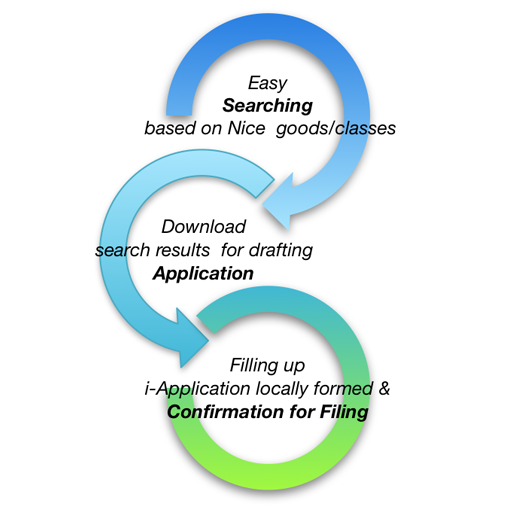 Easy
Searching
based on Nice  goods/classes
Download
search results  for drafting
Application
Filling up
i-Application locally formed &
Confirmation for Filing